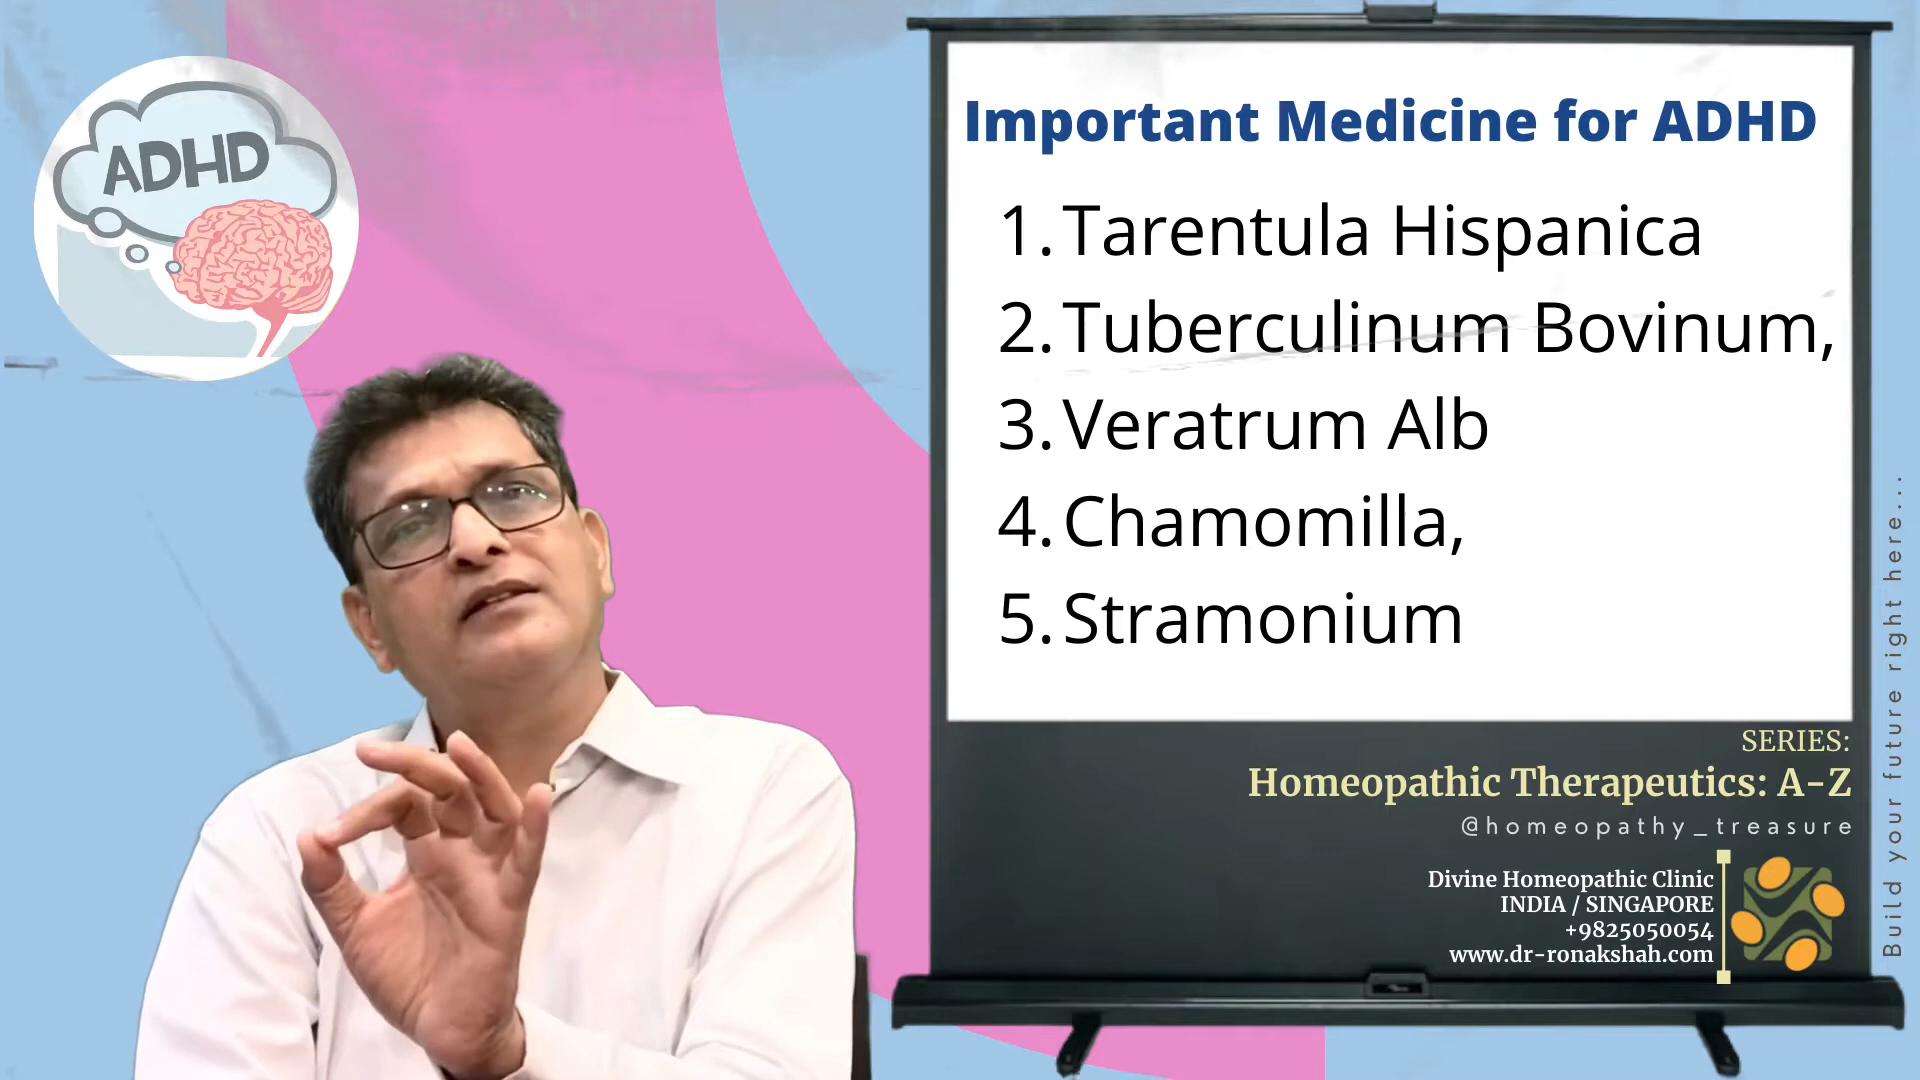 ADHD
Important Medicine for ADHD
1. Tarentula Hispanica
2. Tuberculinum Bovinum,
3. Veratrum Alb
4. Chamomilla,
5. Stramonium
SERIES:
Homeopathic Therapeutics: A-Z
@homeopathy_treasure
Divine Homeopathic Clinic
INDIA / SINGAPORE
+9825050054
www.dr-ronakshah.com
Build your future right here...